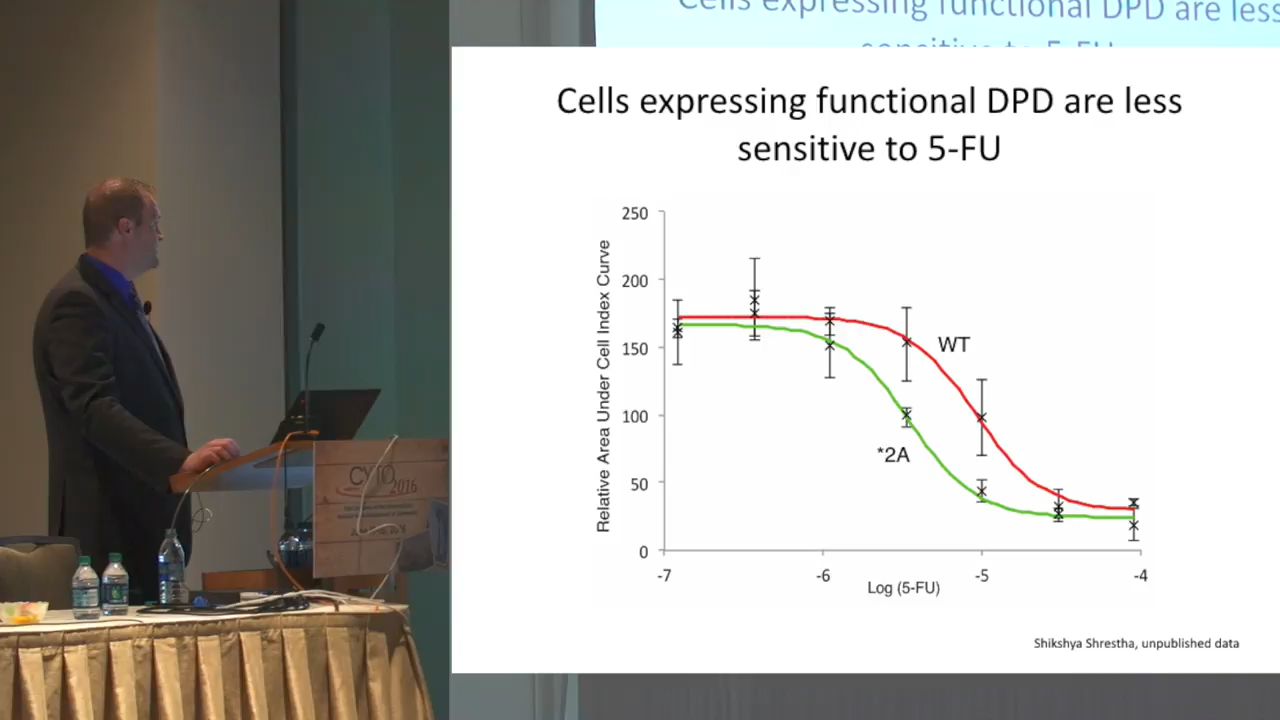 Cells expressing functional DPD are less
sensitive to 5-FU
Cells expressing functional DPD are less
sensitive to 5-FU
250
200
150
100
50
0
Relative Area Under Cell Index Curve
WT
*2A
-7
-6
-5
-4
Log (5-FU)
Shikshya Shrestha, unpublished data
CYTO
2016